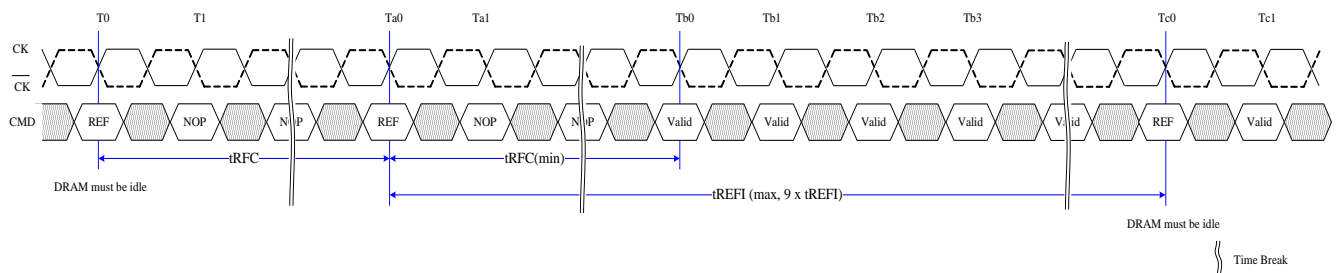 T0 T1 Ta0 Ta1 Tb0 Tb1 Tb2 Tb3 Tc0 Tc1
CK
CK
CMD REF NOP NOP REF NOP NOP Valid Valid Valid Valid Valid REF Valid
tRFC tRFC(min)
DRAM must be idle
tREFI (max, 9 x tREFI)
DRAM must be idle
Time Break